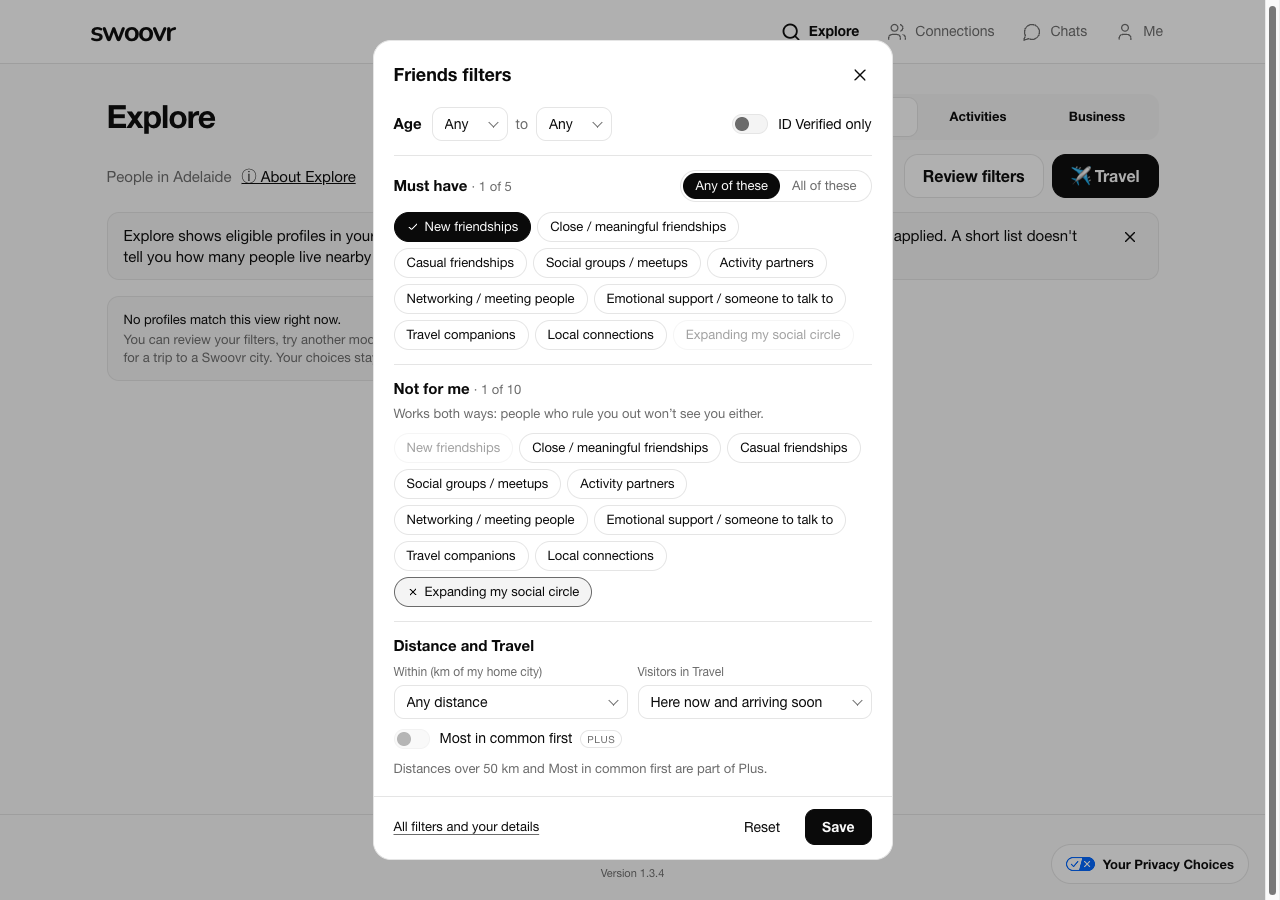 swoovr
Explore
Connections
Chats
Me
Explore
Activities
Business
People in Adelaide
ⓘ About Explore
Review filters
✈️ Travel
Explore shows eligible profiles in your
applied. A short list doesn't
tell you how many people live nearby
No profiles match this view right now.
You can review your filters, try another
for a trip to a Swoovr city. Your choices
Friends filters
Age Any to Any ID Verified only
Must have · 1 of 5 Any of these All of these
✓ New friendships Close / meaningful friendships
Casual friendships Social groups / meetups Activity partners
Networking / meeting people Emotional support / someone to talk to
Travel companions Local connections Expanding my social circle
Not for me · 1 of 10
Works both ways: people who rule you out won’t see you either.
New friendships Close / meaningful friendships Casual friendships
Social groups / meetups Activity partners
Networking / meeting people Emotional support / someone to talk to
Travel companions Local connections
× Expanding my social circle
Distance and Travel
Within (km of my home city) Visitors in Travel
Any distance Here now and arriving soon
Most in common first PLUS
Distances over 50 km and Most in common first are part of Plus.
All filters and your details Reset Save
Version 1.3.4
Your Privacy Choices